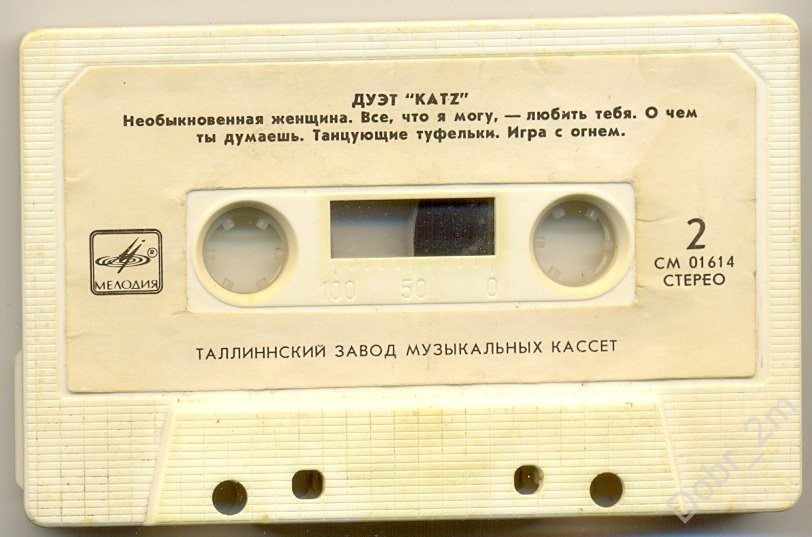 ДУЭТ "KATZ"
Необыкновенная женщина. Все, что я могу, — любить тебя. О чем
ты думаешь. Танцующие туфельки. Игра с огнем.
®
МЕЛОДИЯ
100 50 0
2
СМ 01614
СТЕРЕО
ТАЛЛИННСКИЙ ЗАВОД МУЗЫКАЛЬНЫХ КАССЕТ
Dobr_2m